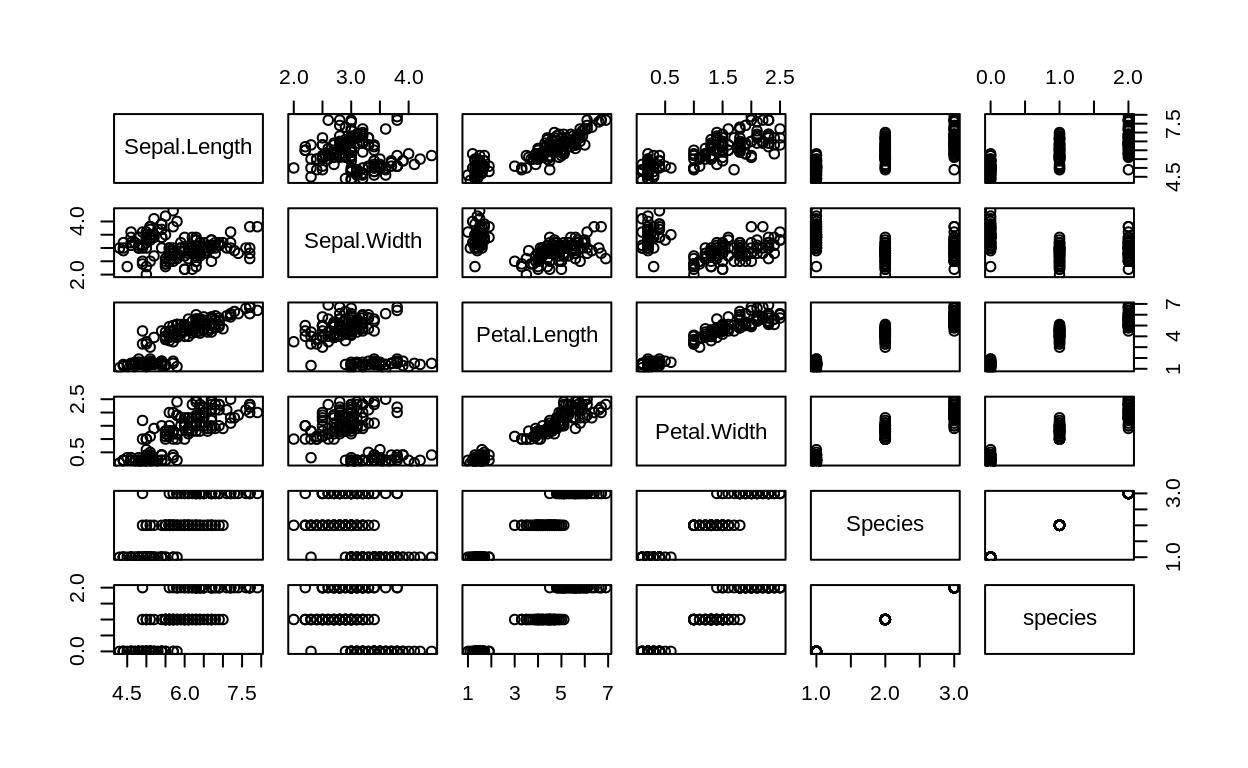 2.0 3.0 4.0
0.5 1.5 2.5
0.0 1.0 2.0
Sepal.Length
4.5 7.5
2.0 4.0
Sepal.Width
Petal.Length
1 4 7
0.5 2.5
Petal.Width
Species
1.0 3.0
0.0 2.0
species
4.5 6.0 7.5
1 3 5 7
1.0 2.0 3.0